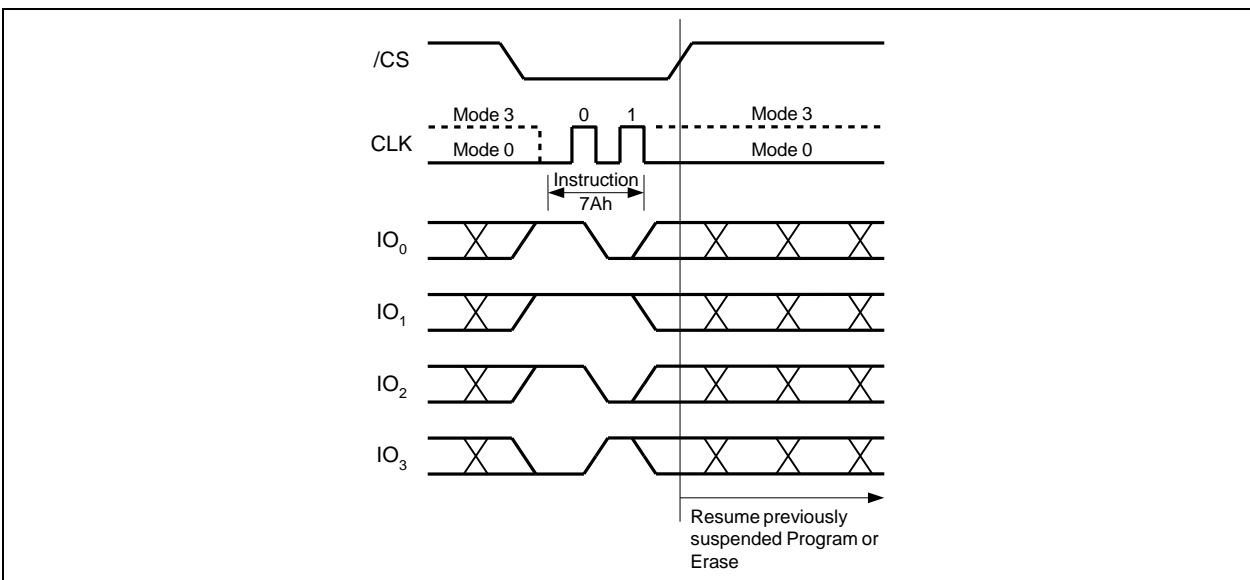 /CS
Mode 3 0 1 Mode 3
CLK
Mode 0 Mode 0
Instruction
7Ah
IO0
IO1
IO2
IO3
Resume previously
suspended Program or
Erase